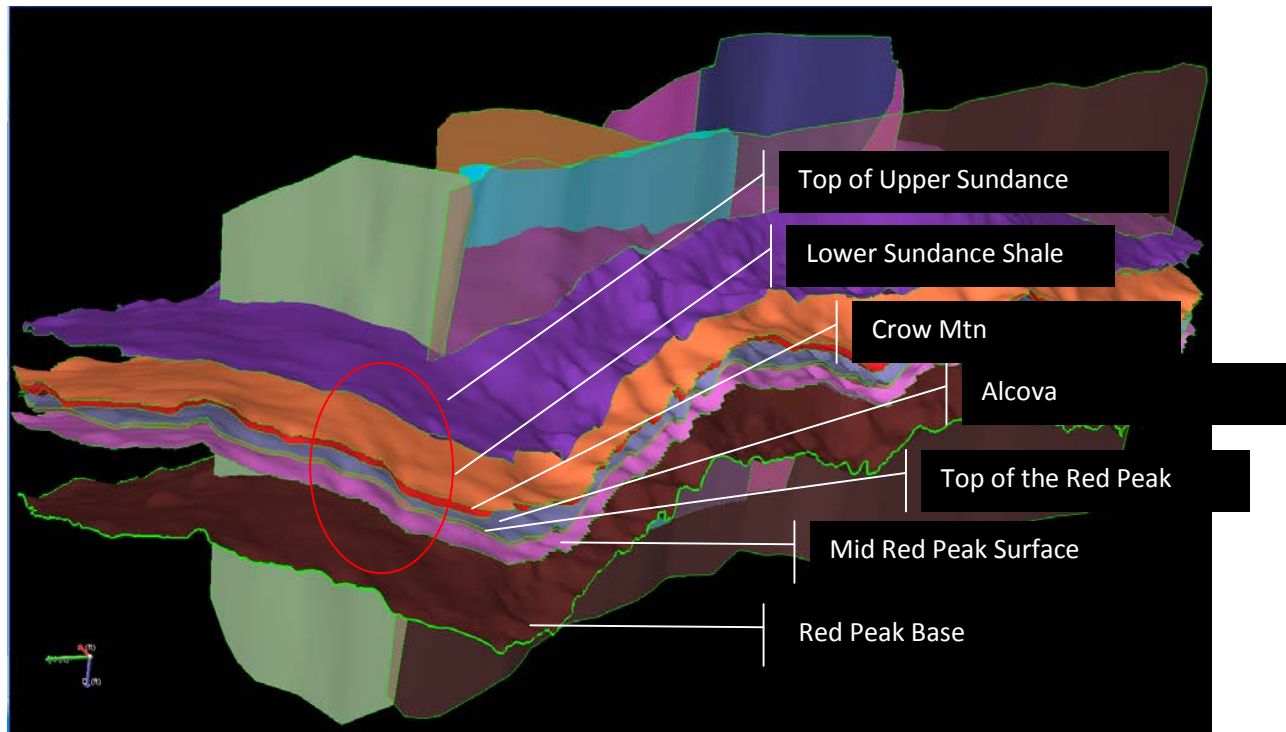 Top of Upper Sundance
Lower Sundance Shale
Crow Mtn
Alcova
Top of the Red Peak
Mid Red Peak Surface
Red Peak Base